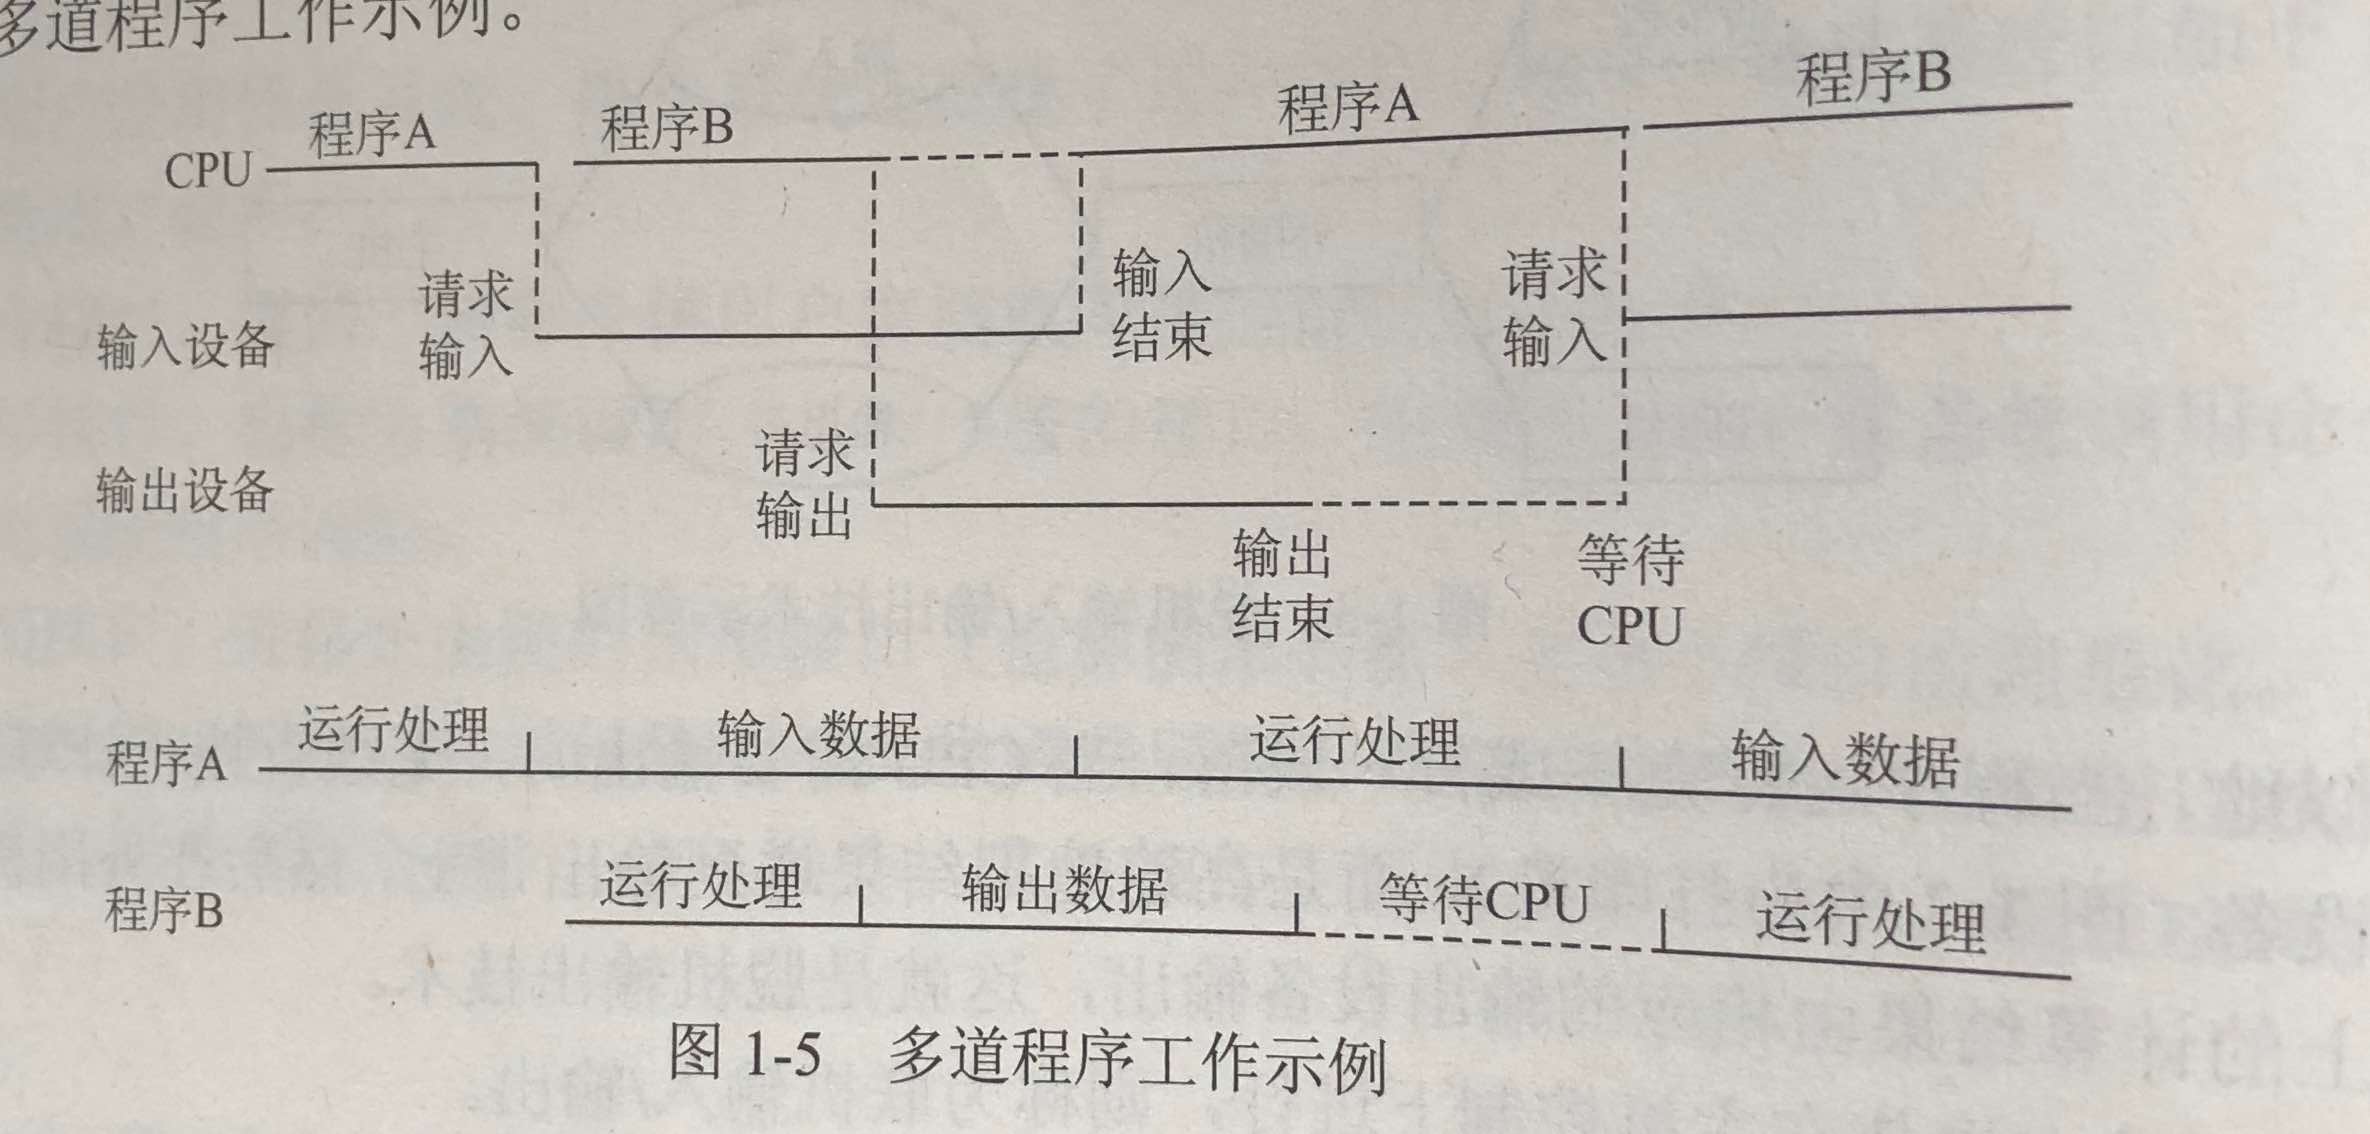 多道程序工作示例。
程序A 程序B 程序A 程序B
CPU
请求
输入
输入
结束
请求
输入
输入设备
请求
输出
输出设备
输出
结束
等待
CPU
程序A 运行处理 输入数据 运行处理 输入数据
程序B 运行处理 输出数据 等待CPU 运行处理
图 1-5 多道程序工作示例